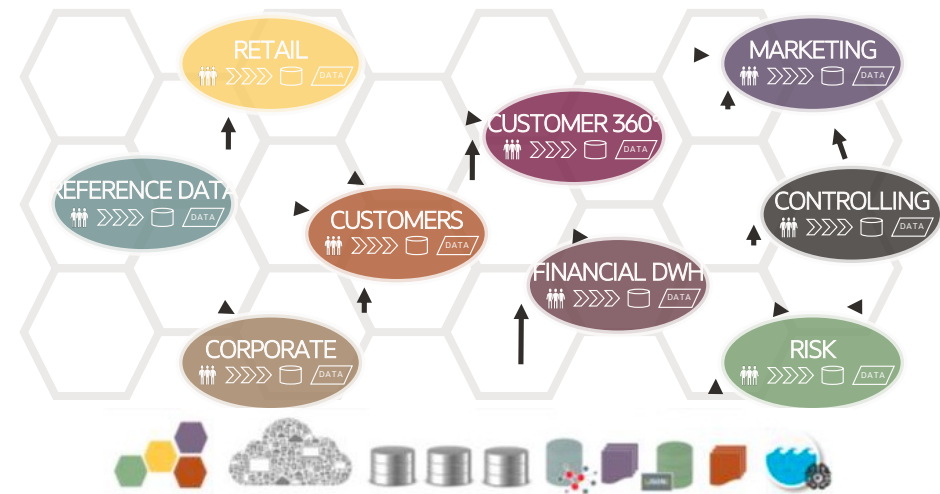 RETAIL
DATA
MARKETING
DATA
CUSTOMER 360°
DATA
REFERENCE DATA
DATA
CUSTOMERS
DATA
CONTROLLING
DATA
FINANCIAL DWH
DATA
CORPORATE
DATA
RISK
DATA